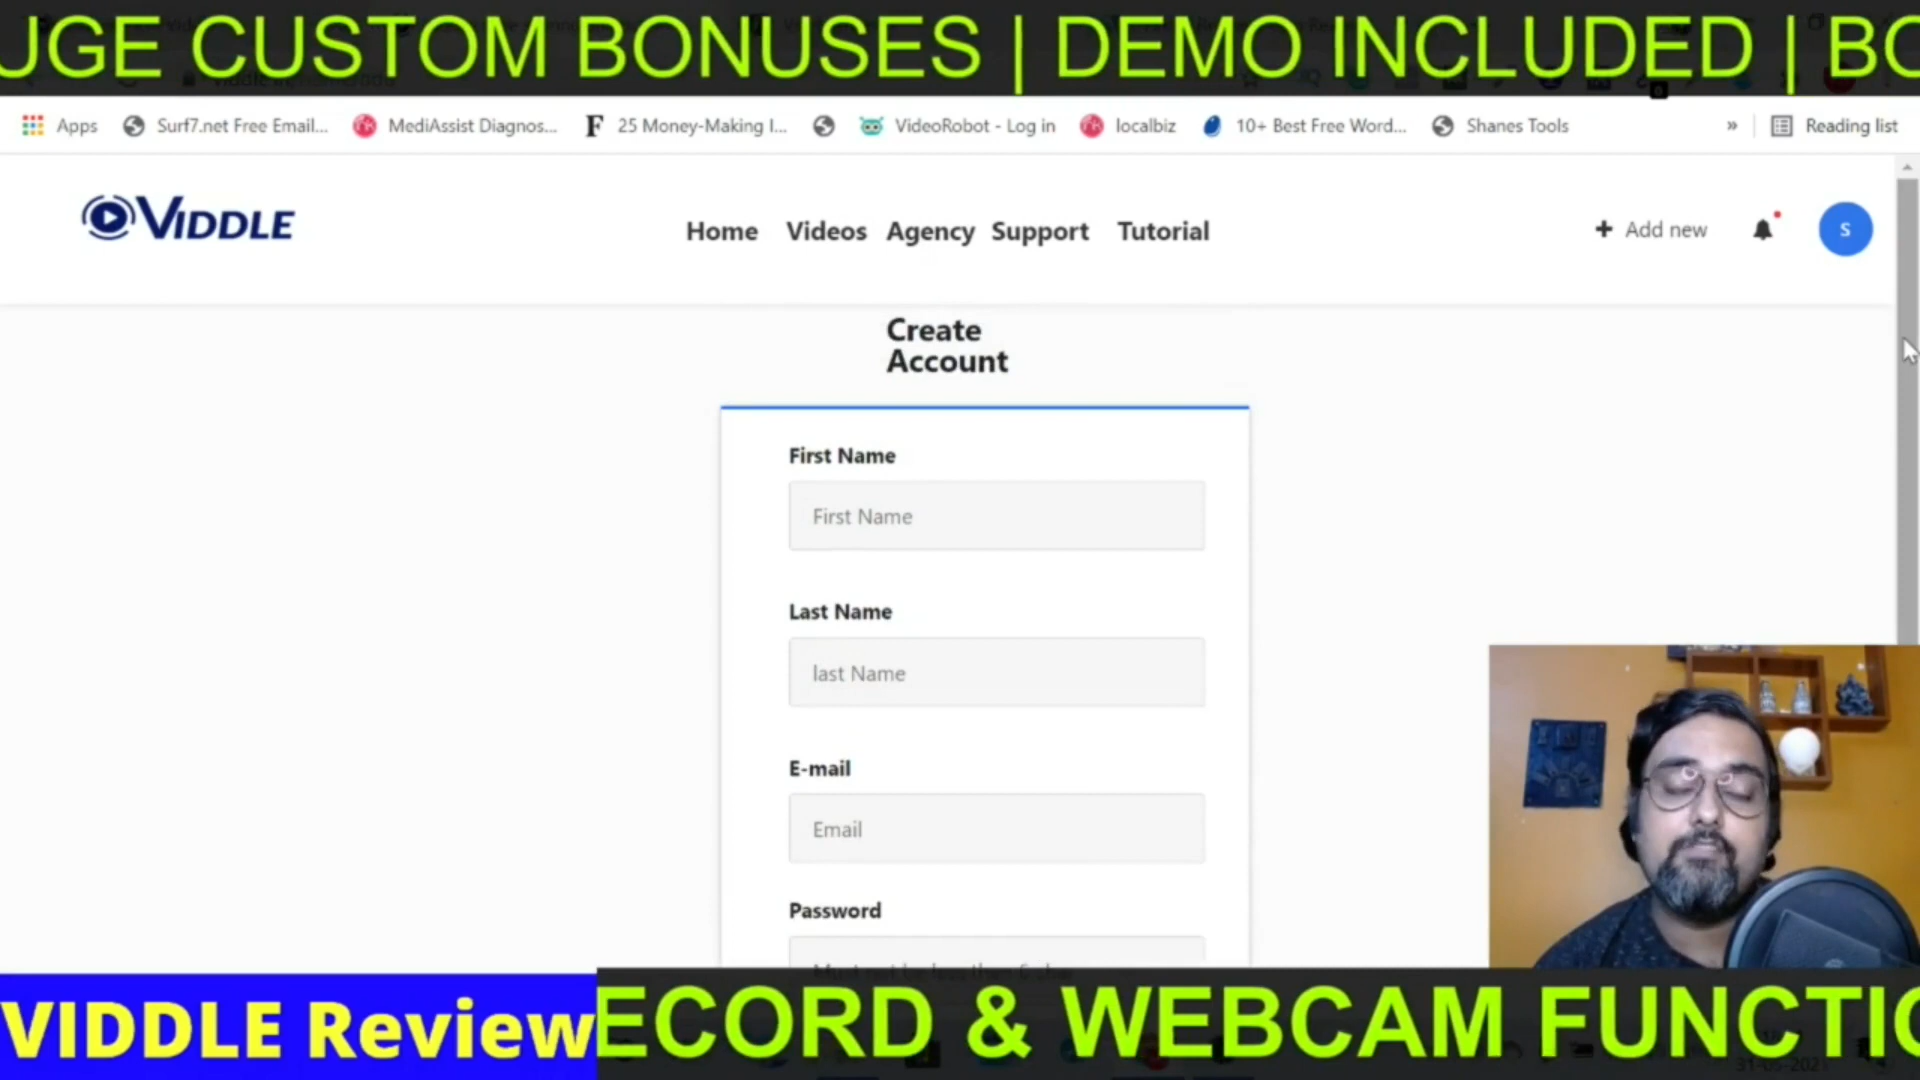 UGE CUSTOM BONUSES | DEMO INCLUDED | BO
Apps
Surf7.net Free Email...
MediAssist Diagnos...
25 Money-Making I...
VideoRobot - Log in
localbiz
10+ Best Free Word...
Shanes Tools
»
Reading list
VIDDLE
Home
Videos
Agency
Support
Tutorial
+ Add new
S
Create
Account
First Name
First Name
Last Name
last Name
E-mail
Email
Password
VIDDLE Review
ECORD & WEBCAM FUNCTIO